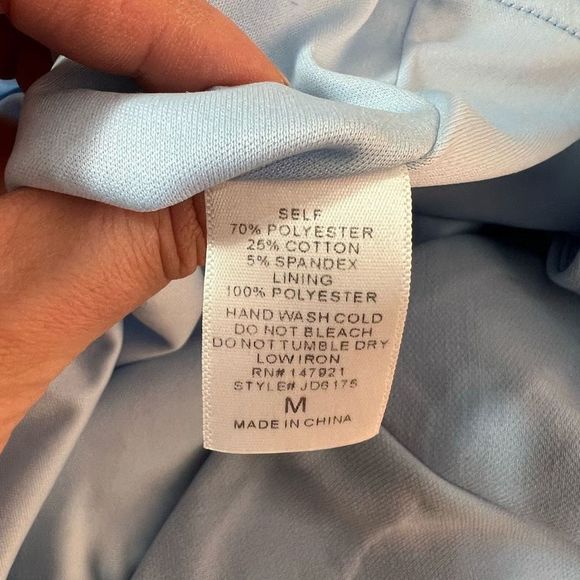 SELF
70% POLYESTER
25% COTTON
5% SPANDEX
LINING
100% POLYESTER
HAND WASH COLD
DO NOT BLEACH
DO NOT TUMBLE DRY
LOW IRON
RN# 147921
STYLE# JD6175
M
MADE IN CHINA